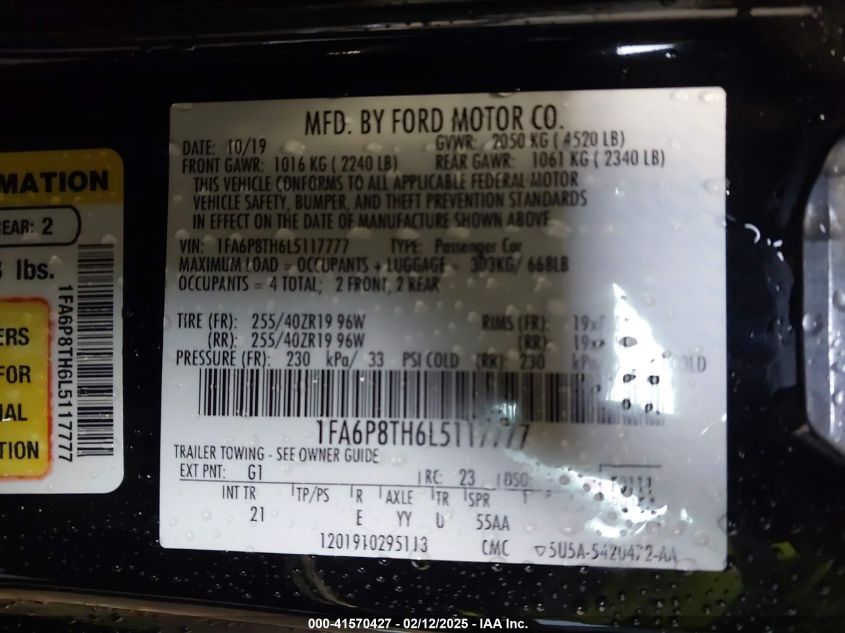 MATION
REAR: 2
lbs.
ERS
FOR
IAL
TION
1FA6P8TH6L5117777
MFD. BY FORD MOTOR CO.
DATE: 10/19 GVWR: 2050 KG ( 4520 LB)
FRONT GAWR: 1016 KG ( 2240 LB) REAR GAWR: 1061 KG ( 2340 LB)
THIS VEHICLE CONFORMS TO ALL APPLICABLE FEDERAL MOTOR
VEHICLE SAFETY, BUMPER, AND THEFT PREVENTION STANDARDS
IN EFFECT ON THE DATE OF MANUFACTURE SHOWN ABOVE
VIN: 1FA6P8TH6L5117777 TYPE: Passenger Car
MAXIMUM LOAD = OCCUPANTS + LUGGAGE = 303KG/ 668LB
OCCUPANTS = 4 TOTAL; 2 FRONT, 2 REAR
TIRE (FR): 255/40ZR19 96W RIMS (FR):
(RR): 255/40ZR19 96W (RR):
PRESSURE (FR): 230 kPa/ 33 PSI COLD (RR): 230 COLD
1FA6P8TH6L5117777
TRAILER TOWING - SEE OWNER GUIDE
EXT PNT: G1 RC: 23 DSO:
INT TR TP/PS R AXLE TR SPR
21 E YY U 55AA
1201910295113 CMC ▽5U5A-5420472-AA
000-41570427 - 02/12/2025 - IAA Inc.